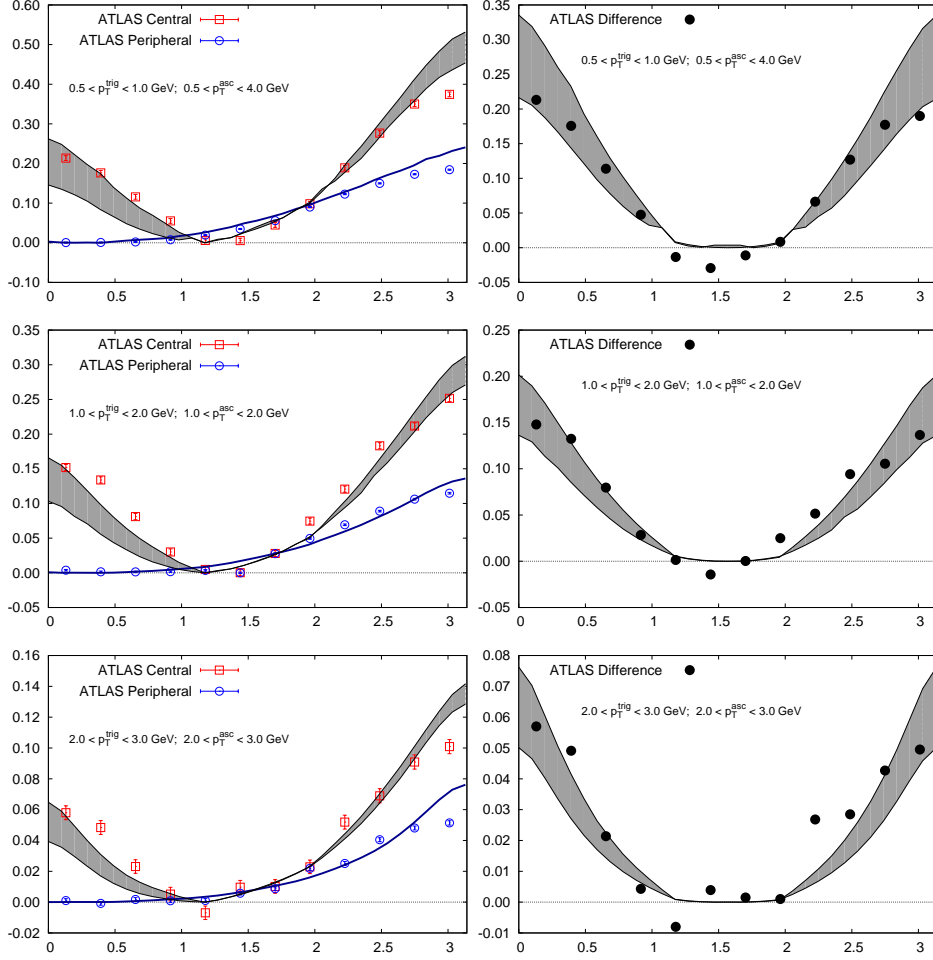 0.60
0.50
0.40
0.30
0.20
0.10
0.00
-0.10
ATLAS Central
ATLAS Peripheral
0.5 < p_T^trig < 1.0 GeV; 0.5 < p_T^asc < 4.0 GeV
0 0.5 1 1.5 2 2.5 3
0.35
0.30
0.25
0.20
0.15
0.10
0.05
0.00
-0.05
ATLAS Difference
0.5 < p_T^trig < 1.0 GeV; 0.5 < p_T^asc < 4.0 GeV
0 0.5 1 1.5 2 2.5 3
0.35
0.30
0.25
0.20
0.15
0.10
0.05
0.00
-0.05
ATLAS Central
ATLAS Peripheral
1.0 < p_T^trig < 2.0 GeV; 1.0 < p_T^asc < 2.0 GeV
0 0.5 1 1.5 2 2.5 3
0.25
0.20
0.15
0.10
0.05
0.00
-0.05
ATLAS Difference
1.0 < p_T^trig < 2.0 GeV; 1.0 < p_T^asc < 2.0 GeV
0 0.5 1 1.5 2 2.5 3
0.16
0.14
0.12
0.10
0.08
0.06
0.04
0.02
0.00
-0.02
ATLAS Central
ATLAS Peripheral
2.0 < p_T^trig < 3.0 GeV; 2.0 < p_T^asc < 3.0 GeV
0 0.5 1 1.5 2 2.5 3
0.08
0.07
0.06
0.05
0.04
0.03
0.02
0.01
0.00
-0.01
ATLAS Difference
2.0 < p_T^trig < 3.0 GeV; 2.0 < p_T^asc < 3.0 GeV
0 0.5 1 1.5 2 2.5 3